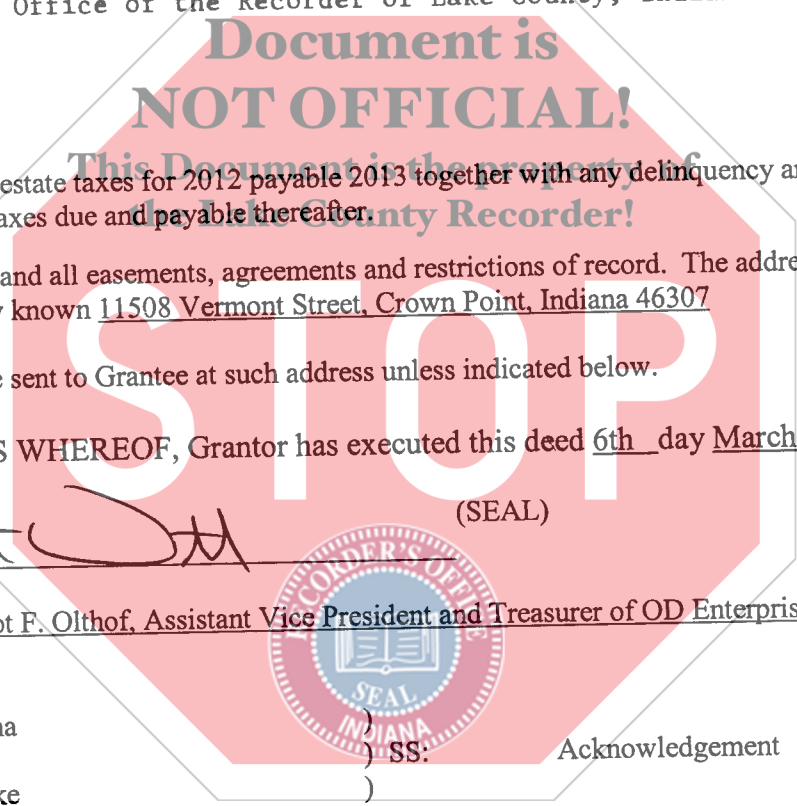 Office of the Recorder of Lake County,
Document is
NOT OFFICIAL!
This Document is the property of
the Lake County Recorder!
estate taxes for 2012 payable 2013 together with any delinquency
axes due and payable thereafter.
and all easements, agreements and restrictions of record. The addre
known 11508 Vermont Street, Crown Point, Indiana 46307
sent to Grantee at such address unless indicated below.
S WHEREOF, Grantor has executed this deed 6th day March
(SEAL)
ot F. Olthof, Assistant Vice President and Treasurer of OD Enterpris
RECORDER'S OFFICE
SEAL
INDIANA
na )
) SS: Acknowledgement
ke )
STOP